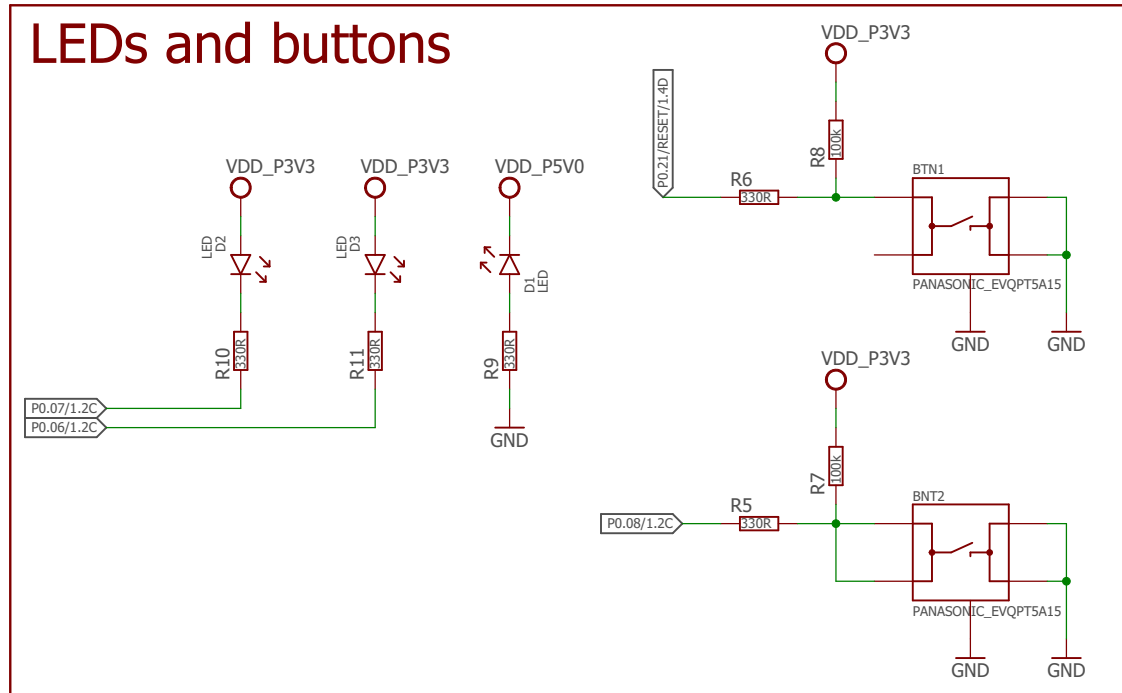 LEDs and buttons
VDD_P3V3
VDD_P3V3
VDD_P5V0
LED
D2
LED
D3
D1
LED
R10
330R
R11
330R
R9
330R
P0.07/1.2C
P0.06/1.2C
GND
VDD_P3V3
P0.21/RESET/1.4D
R8
100k
R6
330R
BTN1
PANASONIC_EVQPT5A15
GND
GND
VDD_P3V3
R7
100k
R5
330R
P0.08/1.2C
BNT2
PANASONIC_EVQPT5A15
GND
GND